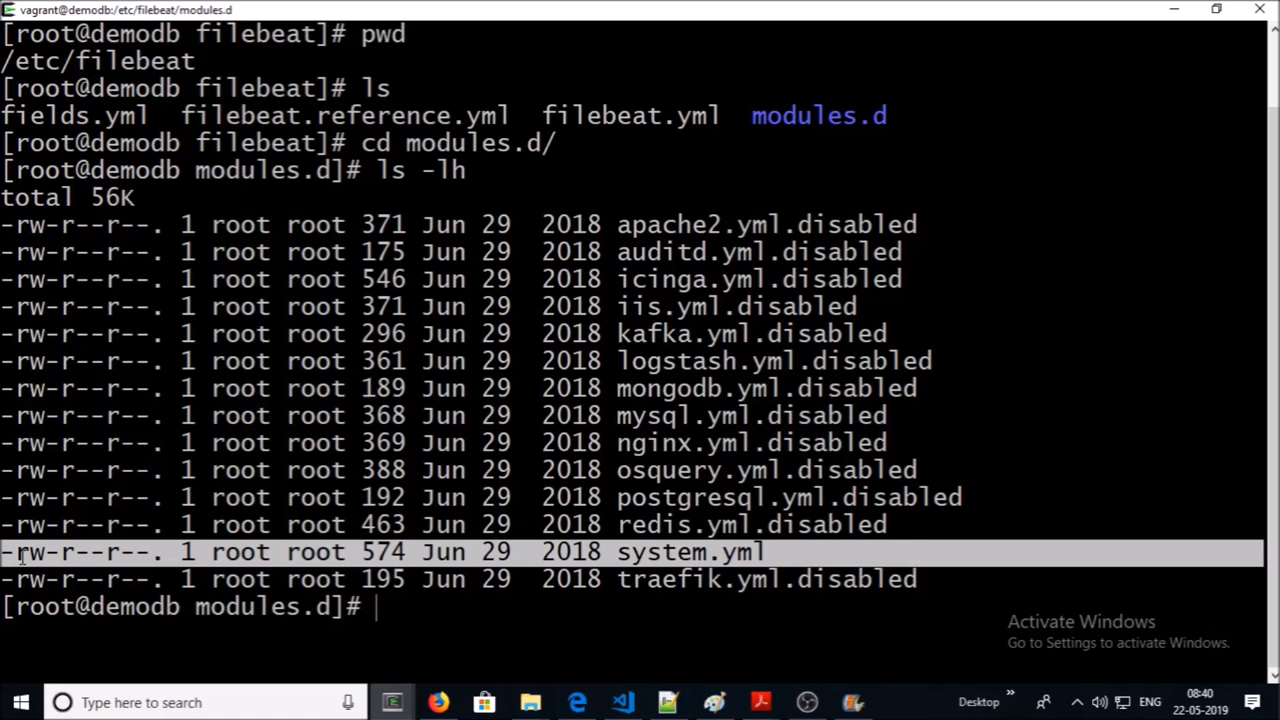 vagrant@demodb:/etc/filebeat/modules.d
[root@demodb filebeat]# pwd
/etc/filebeat
[root@demodb filebeat]# ls
fields.yml  filebeat.reference.yml  filebeat.yml  modules.d
[root@demodb filebeat]# cd modules.d/
[root@demodb modules.d]# ls -lh
total 56K
-rw-r--r--. 1 root root 371 Jun 29  2018 apache2.yml.disabled
-rw-r--r--. 1 root root 175 Jun 29  2018 auditd.yml.disabled
-rw-r--r--. 1 root root 546 Jun 29  2018 icinga.yml.disabled
-rw-r--r--. 1 root root 371 Jun 29  2018 iis.yml.disabled
-rw-r--r--. 1 root root 296 Jun 29  2018 kafka.yml.disabled
-rw-r--r--. 1 root root 361 Jun 29  2018 logstash.yml.disabled
-rw-r--r--. 1 root root 189 Jun 29  2018 mongodb.yml.disabled
-rw-r--r--. 1 root root 368 Jun 29  2018 mysql.yml.disabled
-rw-r--r--. 1 root root 369 Jun 29  2018 nginx.yml.disabled
-rw-r--r--. 1 root root 388 Jun 29  2018 osquery.yml.disabled
-rw-r--r--. 1 root root 192 Jun 29  2018 postgresql.yml.disabled
-rw-r--r--. 1 root root 463 Jun 29  2018 redis.yml.disabled
-rw-r--r--. 1 root root 574 Jun 29  2018 system.yml
-rw-r--r--. 1 root root 195 Jun 29  2018 traefik.yml.disabled
[root@demodb modules.d]#
Activate Windows
Go to Settings to activate Windows.
Type here to search
Desktop
ENG
08:40
22-05-2019